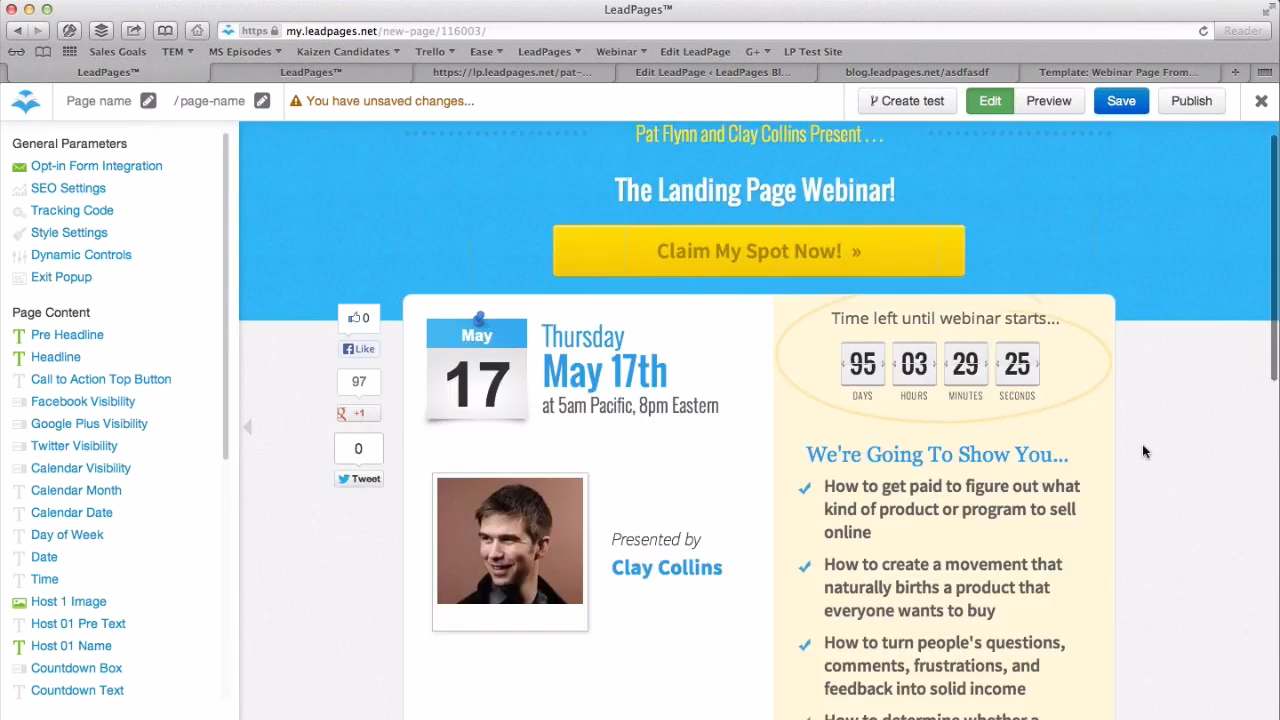 LeadPages™
https my.leadpages.net/new-page/116003/ Reader
Sales Goals TEM MS Episodes Kaizen Candidates Trello Ease LeadPages Webinar Edit LeadPage G+ LP Test Site
LeadPages™ LeadPages™ https://lp.leadpages.net/pat-... Edit LeadPage ‹ LeadPages Bl... blog.leadpages.net/asdfasdf Template: Webinar Page From... +
Page name /page-name You have unsaved changes... Create test Edit Preview Save Publish
General Parameters
Opt-in Form Integration
SEO Settings
Tracking Code
Style Settings
Dynamic Controls
Exit Popup
Page Content
Pre Headline
Headline
Call to Action Top Button
Facebook Visibility
Google Plus Visibility
Twitter Visibility
Calendar Visibility
Calendar Month
Calendar Date
Day of Week
Date
Time
Host 1 Image
Host 01 Pre Text
Host 01 Name
Countdown Box
Countdown Text
Pat Flynn and Clay Collins Present . . .
The Landing Page Webinar!
Claim My Spot Now! »
0
Like
97
g +1
0
Tweet
May
17
Thursday
May 17th
at 5am Pacific, 8pm Eastern
Presented by
Clay Collins
Time left until webinar starts...
95 03 29 25
DAYS HOURS MINUTES SECONDS
We're Going To Show You...
How to get paid to figure out what
kind of product or program to sell
online
How to create a movement that
naturally births a product that
everyone wants to buy
How to turn people's questions,
comments, frustrations, and
feedback into solid income
How to determine whether a